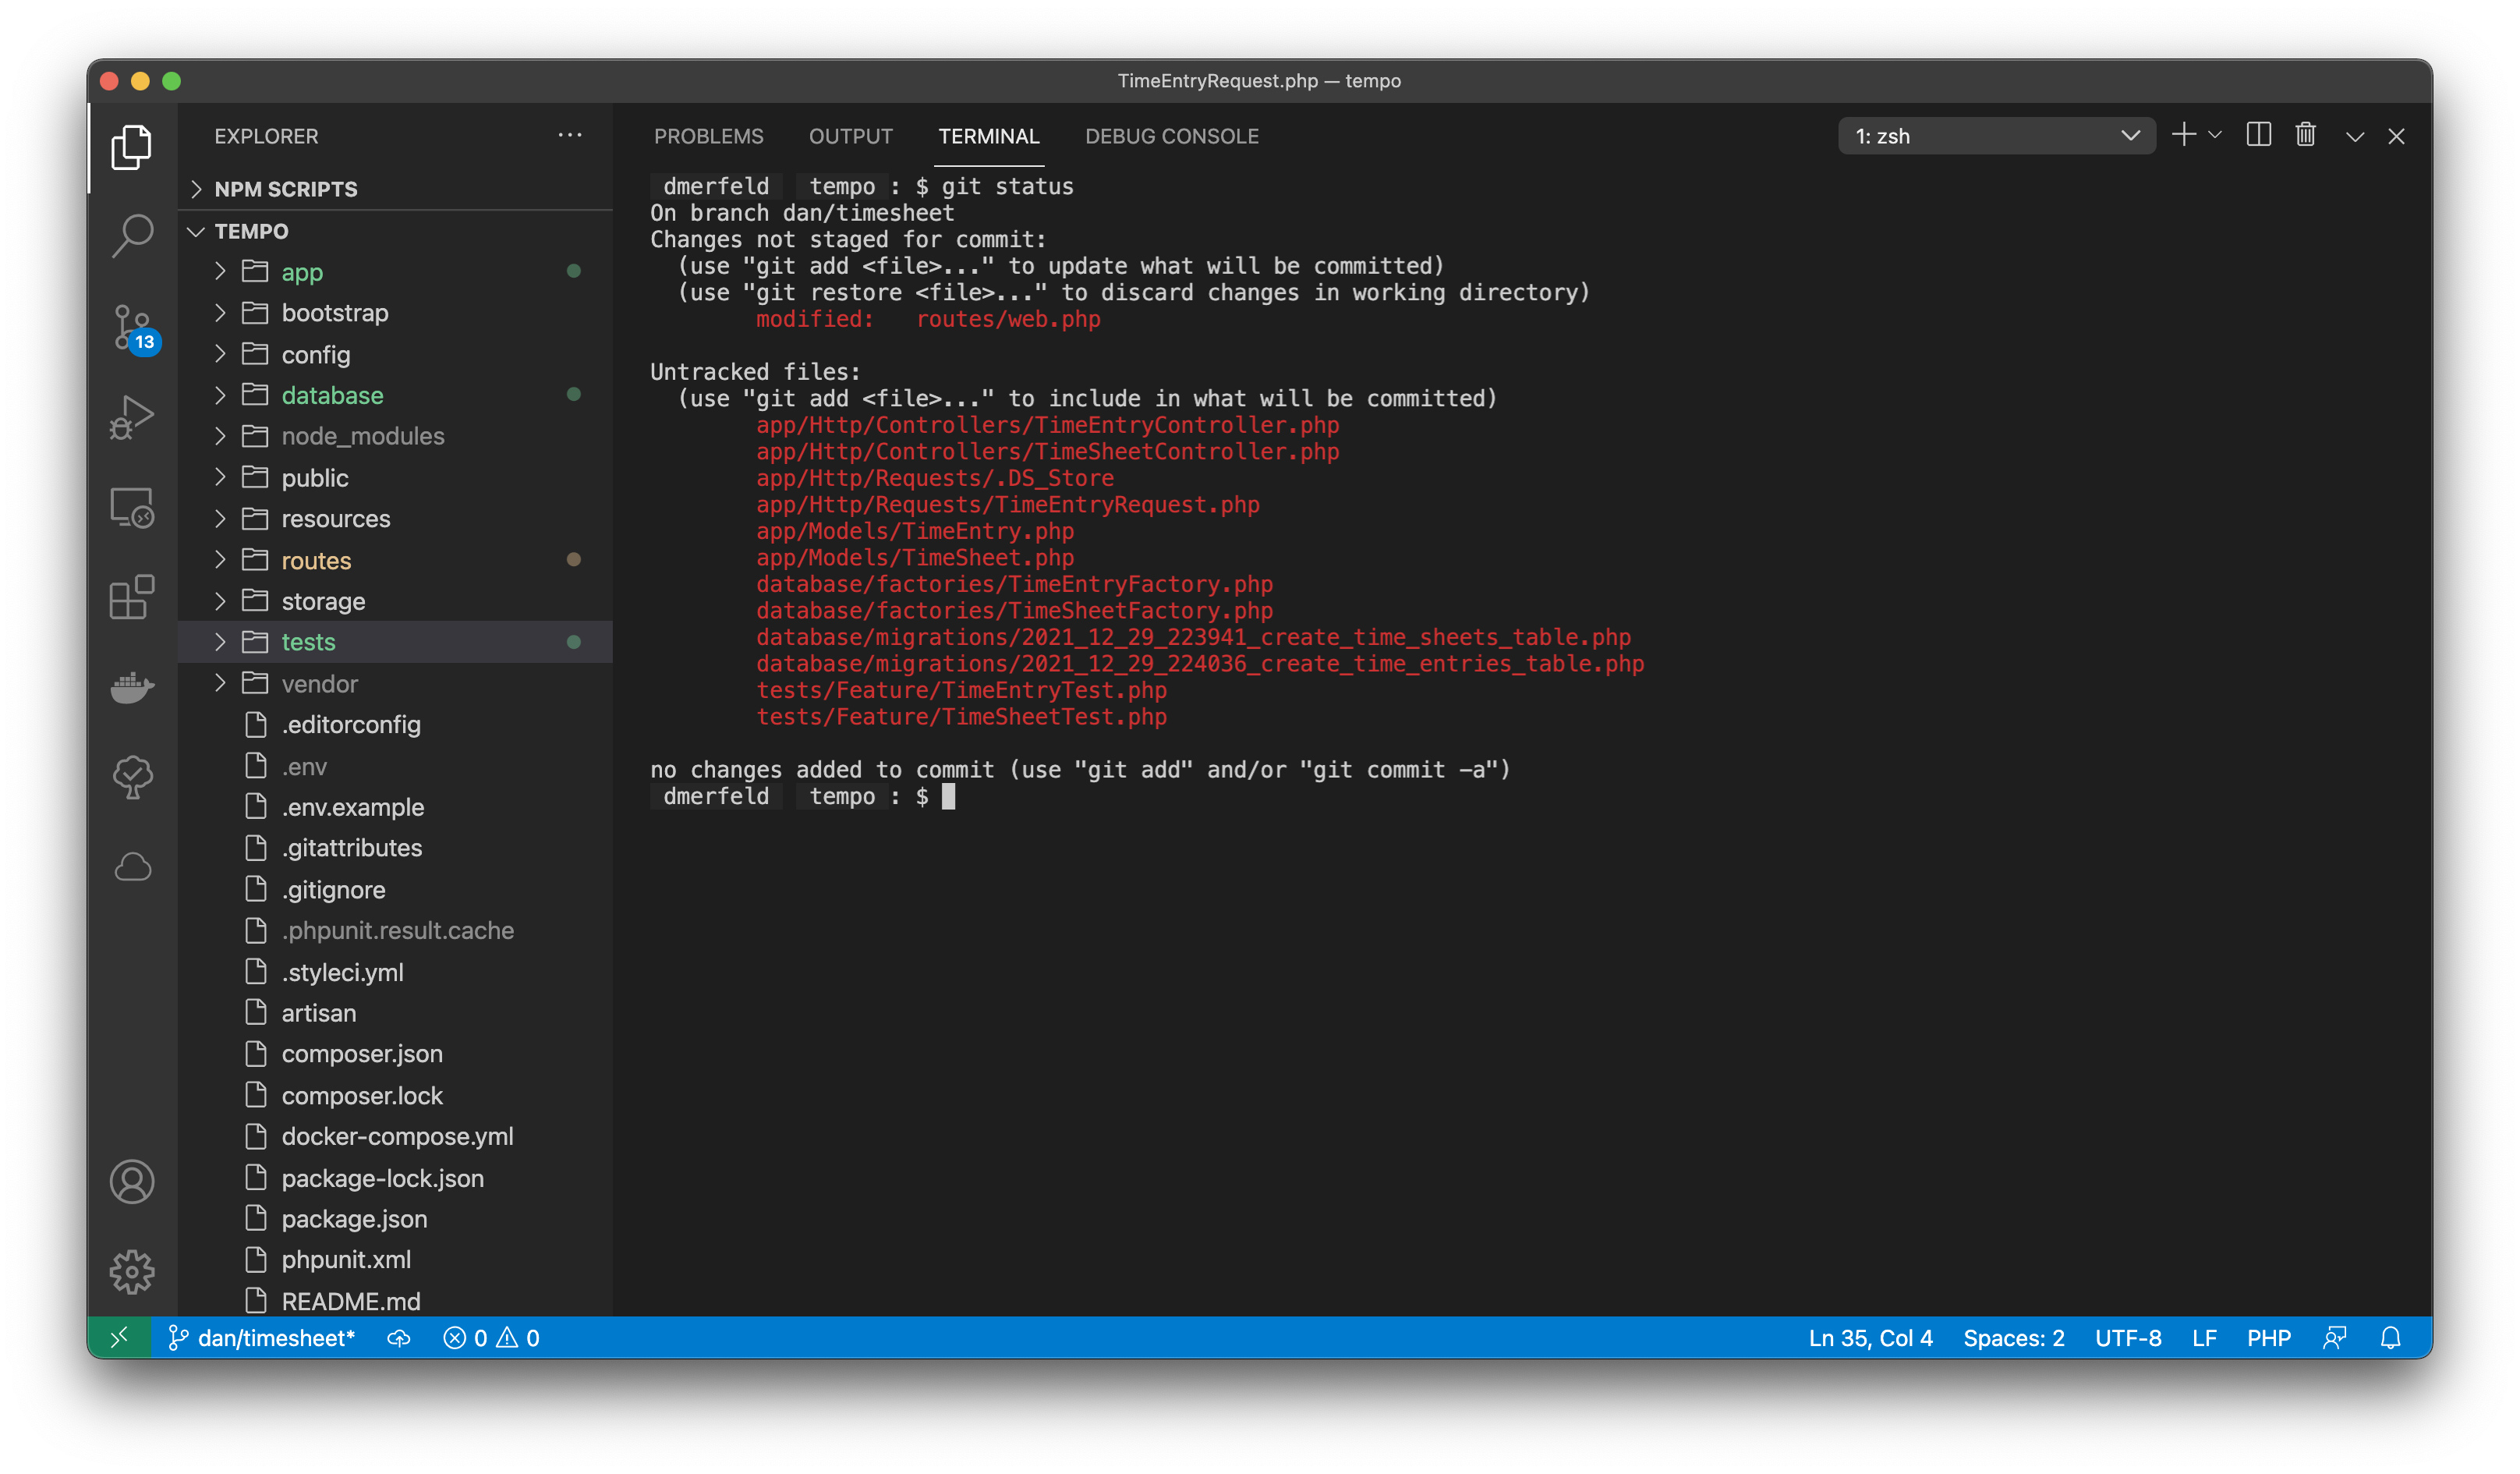 TimeEntryRequest.php — tempo
EXPLORER
NPM SCRIPTS
TEMPO
app
bootstrap
config
database
node_modules
public
resources
routes
storage
tests
vendor
.editorconfig
.env
.env.example
.gitattributes
.gitignore
.phpunit.result.cache
.styleci.yml
artisan
composer.json
composer.lock
docker-compose.yml
package-lock.json
package.json
phpunit.xml
README.md
13
PROBLEMS OUTPUT TERMINAL DEBUG CONSOLE
1: zsh
dmerfeld tempo : $ git status
On branch dan/timesheet
Changes not staged for commit:
(use "git add <file>..." to update what will be committed)
(use "git restore <file>..." to discard changes in working directory)
modified: routes/web.php
Untracked files:
(use "git add <file>..." to include in what will be committed)
app/Http/Controllers/TimeEntryController.php
app/Http/Controllers/TimeSheetController.php
app/Http/Requests/.DS_Store
app/Http/Requests/TimeEntryRequest.php
app/Models/TimeEntry.php
app/Models/TimeSheet.php
database/factories/TimeEntryFactory.php
database/factories/TimeSheetFactory.php
database/migrations/2021_12_29_223941_create_time_sheets_table.php
database/migrations/2021_12_29_224036_create_time_entries_table.php
tests/Feature/TimeEntryTest.php
tests/Feature/TimeSheetTest.php
no changes added to commit (use "git add" and/or "git commit -a")
dmerfeld tempo : $
dan/timesheet* 0 0 Ln 35, Col 4 Spaces: 2 UTF-8 LF PHP